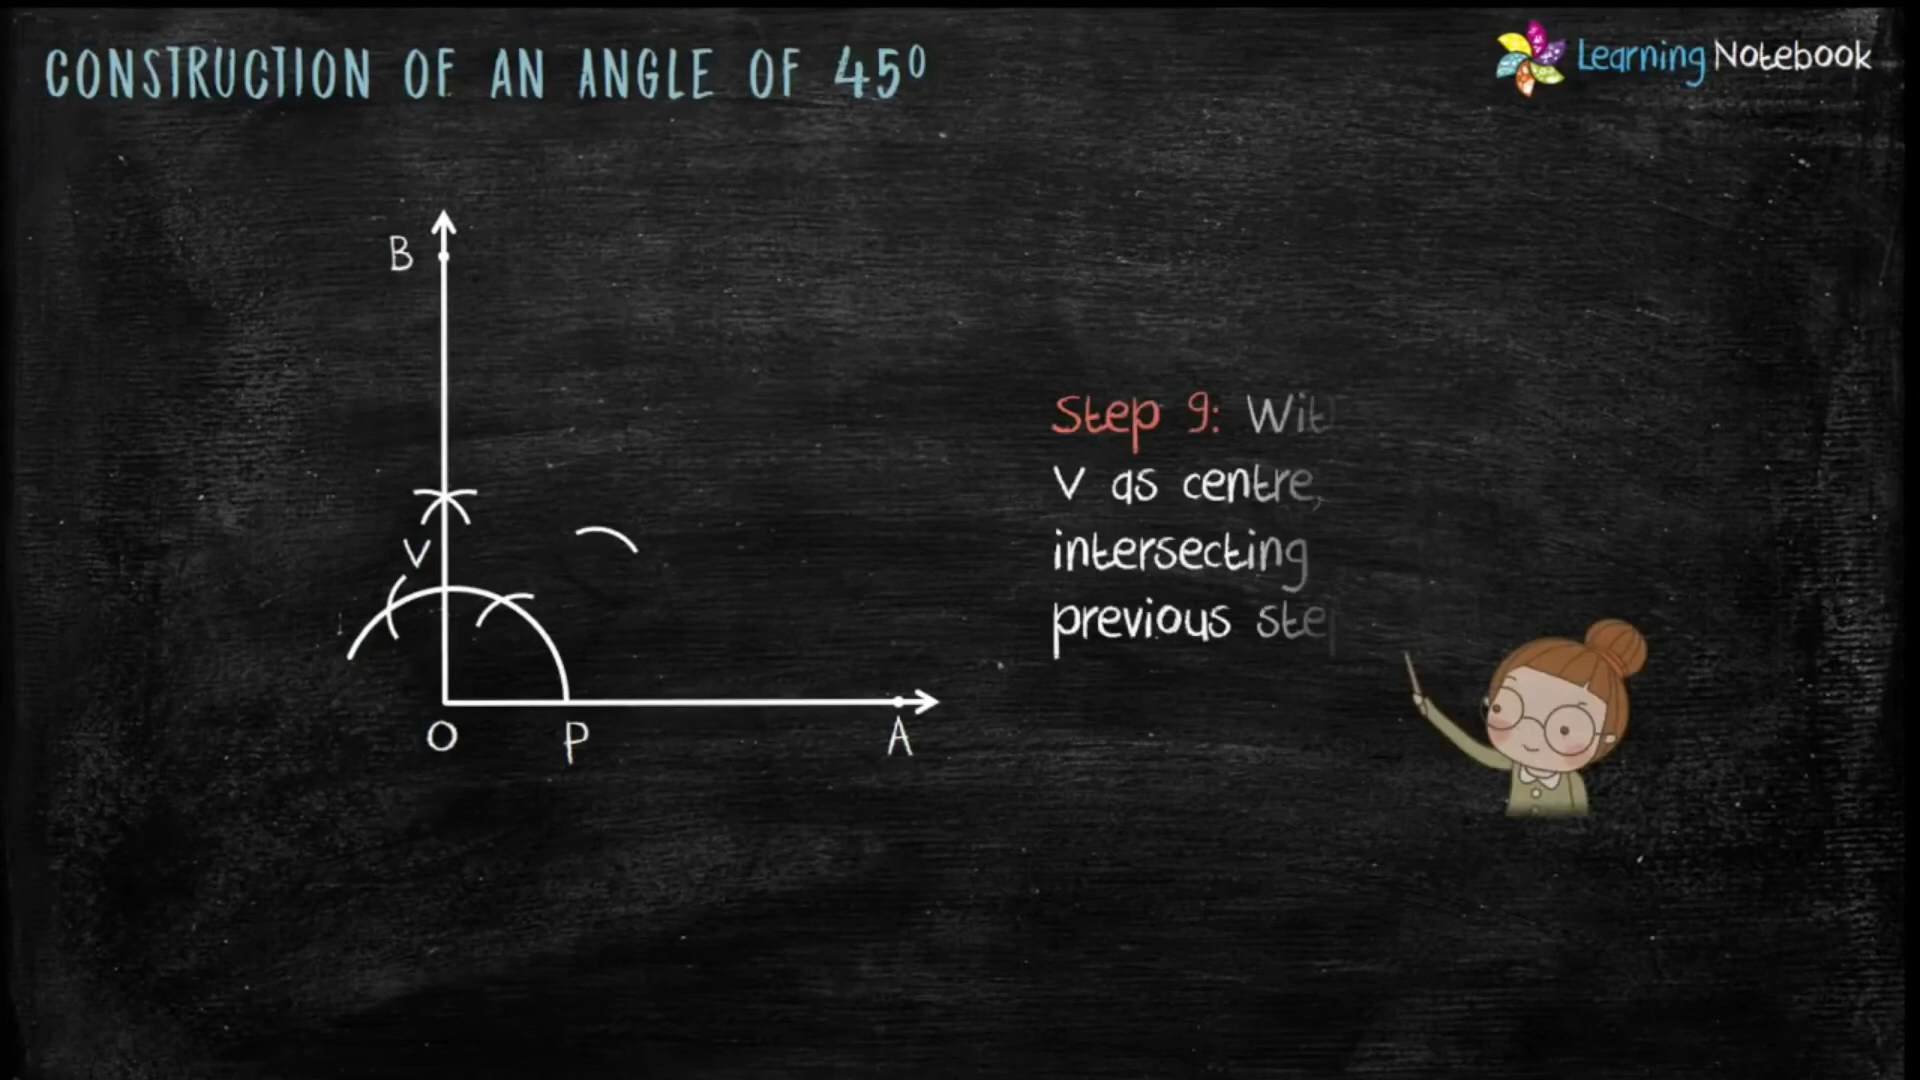 CONSTRUCTION OF AN ANGLE OF 45⁰
Learning Notebook
B
V
O
P
A
Step 9:
V as centre,
intersecting
previous